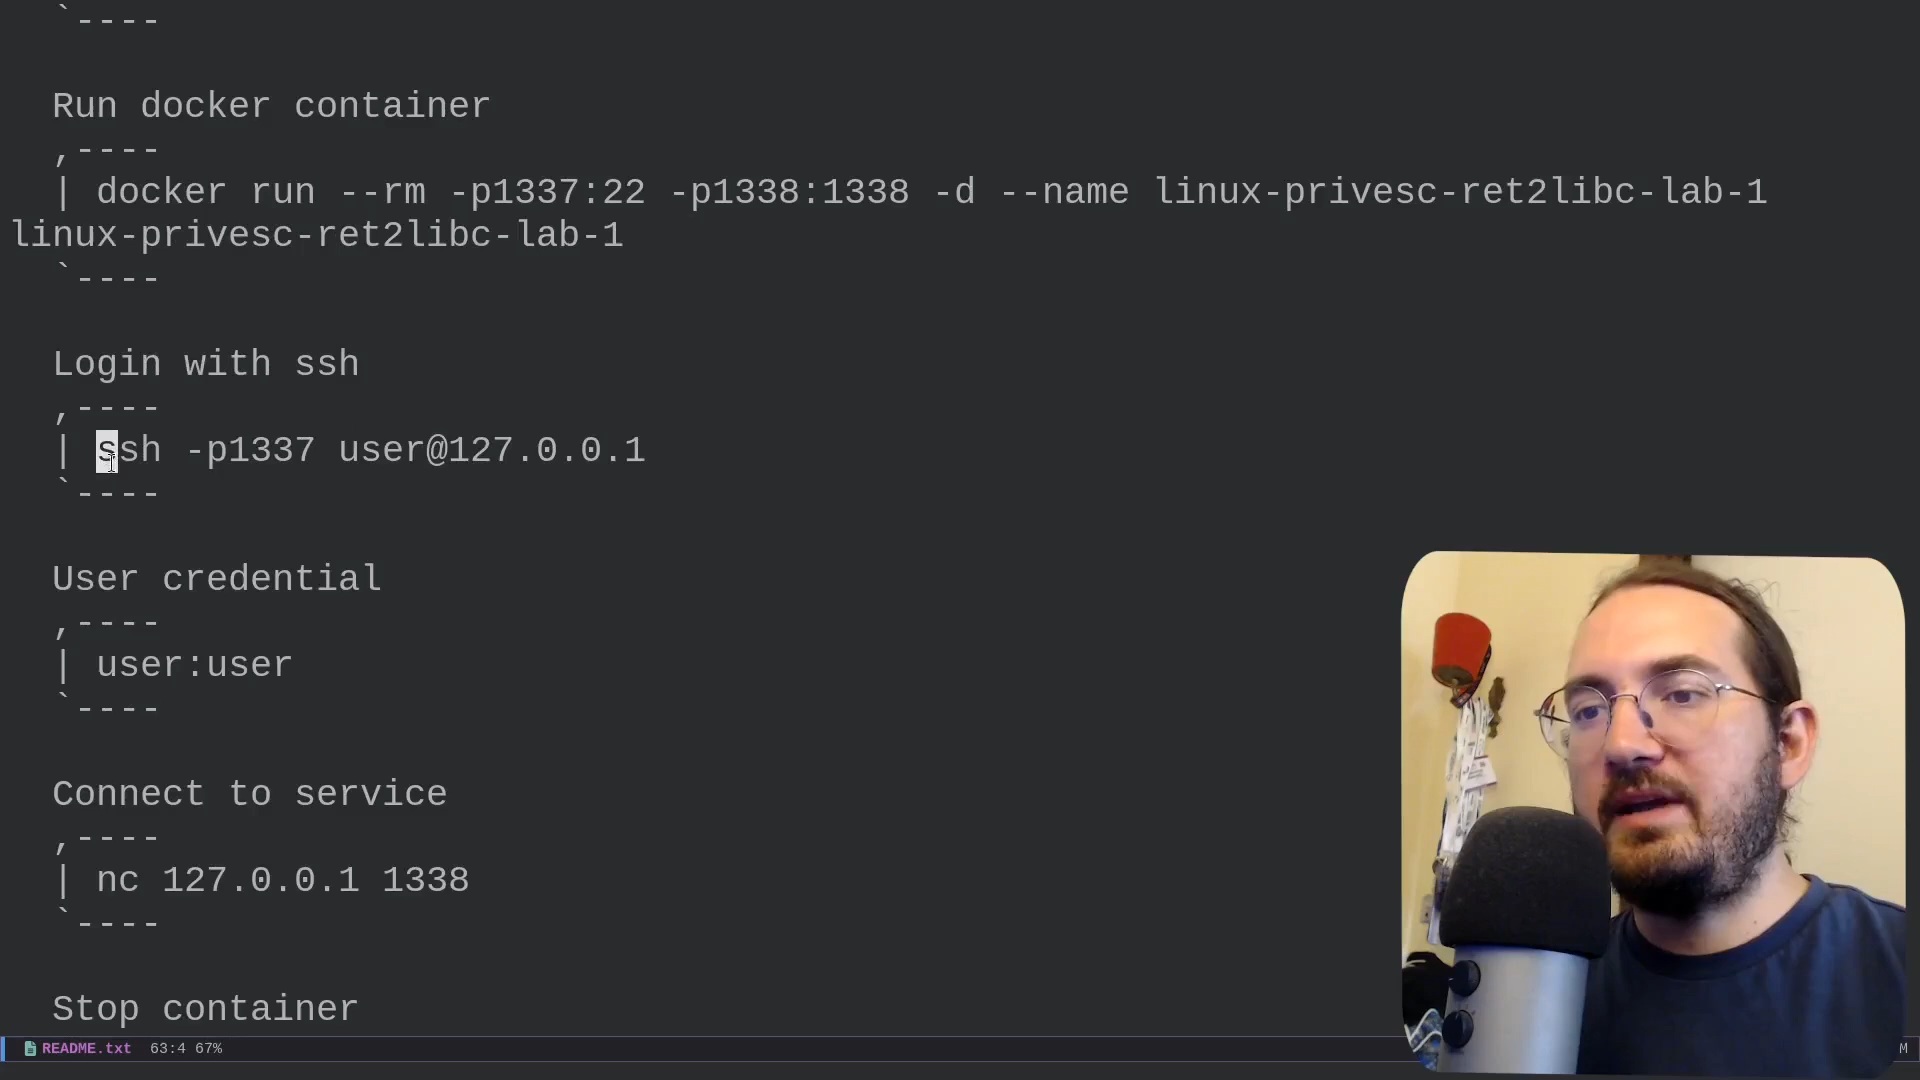 `----
Run docker container
,----
| docker run --rm -p1337:22 -p1338:1338 -d --name linux-privesc-ret2libc-lab-1
linux-privesc-ret2libc-lab-1
`----
Login with ssh
,----
| ssh -p1337 user@127.0.0.1
`----
User credential
,----
| user:user
`----
Connect to service
,----
| nc 127.0.0.1 1338
`----
Stop container
README.txt 63:4 67%
M